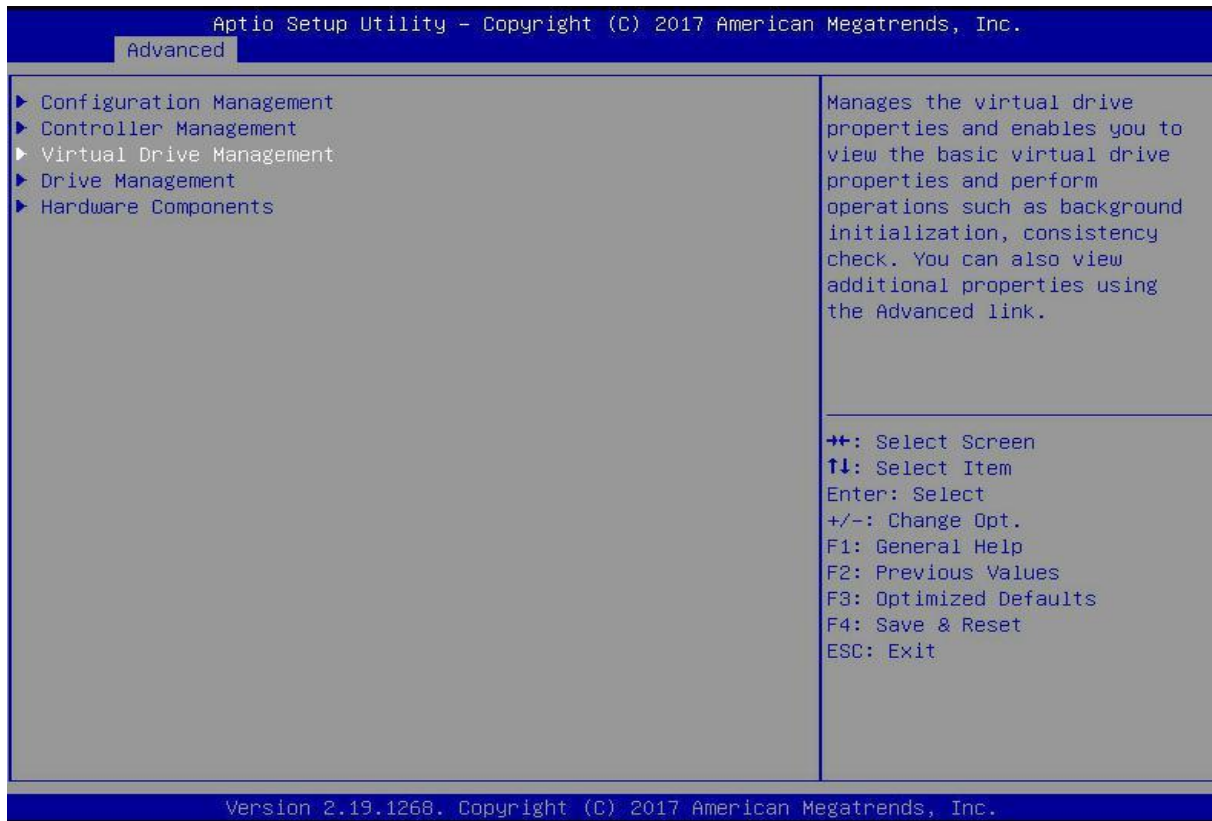 Aptio Setup Utility – Copyright (C) 2017 American Megatrends, Inc.
Advanced
▶ Configuration Management
▶ Controller Management
▶ Virtual Drive Management
▶ Drive Management
▶ Hardware Components
Manages the virtual drive
properties and enables you to
view the basic virtual drive
properties and perform
operations such as background
initialization, consistency
check. You can also view
additional properties using
the Advanced link.
→←: Select Screen
↑↓: Select Item
Enter: Select
+/-: Change Opt.
F1: General Help
F2: Previous Values
F3: Optimized Defaults
F4: Save & Reset
ESC: Exit
Version 2.19.1268. Copyright (C) 2017 American Megatrends, Inc.